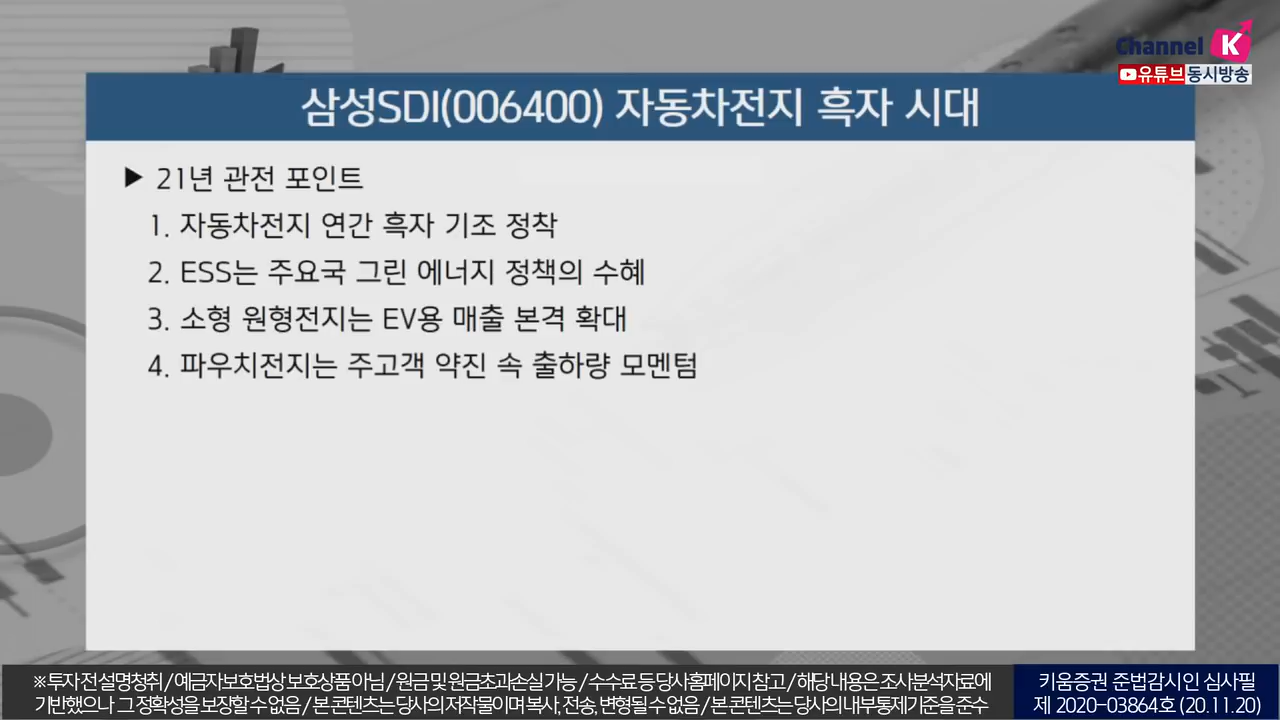 Channel K
유튜브 동시방송
삼성SDI(006400) 자동차전지 흑자 시대
▶ 21년 관전 포인트
1. 자동차전지 연간 흑자 기조 정착
2. ESS는 주요국 그린 에너지 정책의 수혜
3. 소형 원형전지는 EV용 매출 본격 확대
4. 파우치전지는 주고객 약진 속 출하량 모멘텀
※ 투자 전 설명청취 / 예금자보호법상 보호상품 아님 / 원금 및 원금초과손실 가능 / 수수료 등 당사홈페이지 참고 / 해당 내용은 조사분석자료에
기반했으나 그 정확성을 보장할 수 없음 / 본 콘텐츠는 당사의 저작물이며 복사, 전송, 변형될 수 없음 / 본 콘텐츠는 당사의 내부통제기준을 준수
키움증권 준법감시인 심사필
제 2020-03864호 (20.11.20)